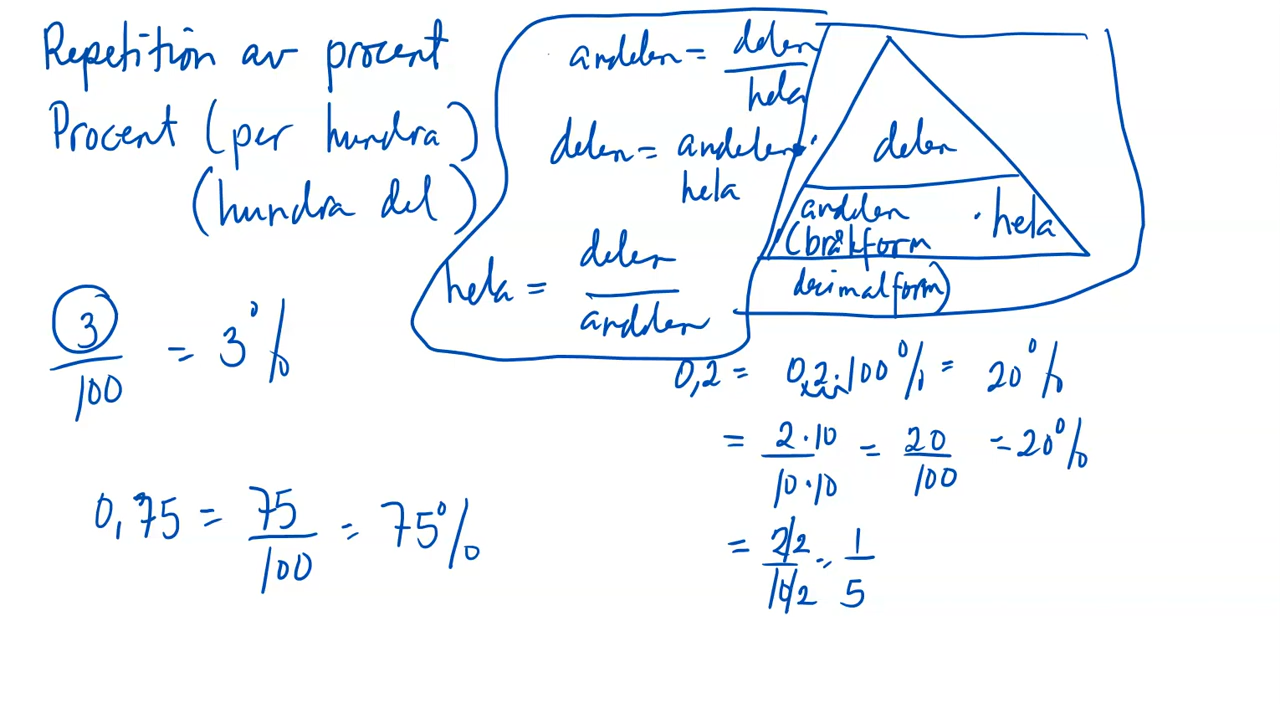 Repetition av procent
Procent (per hundra)
(hundra del)
andelen = delen / hela
delen = andelen ·
hela
hela = delen / andelen
delen
andelen · hela
(bråkform
decimalform)
3/100 = 3%
0,75 = 75/100 = 75%
0,2 = 0,2·100% = 20%
= 2·10/10·10 = 20/100 = 20%
= 2/2/10/2 = 1/5